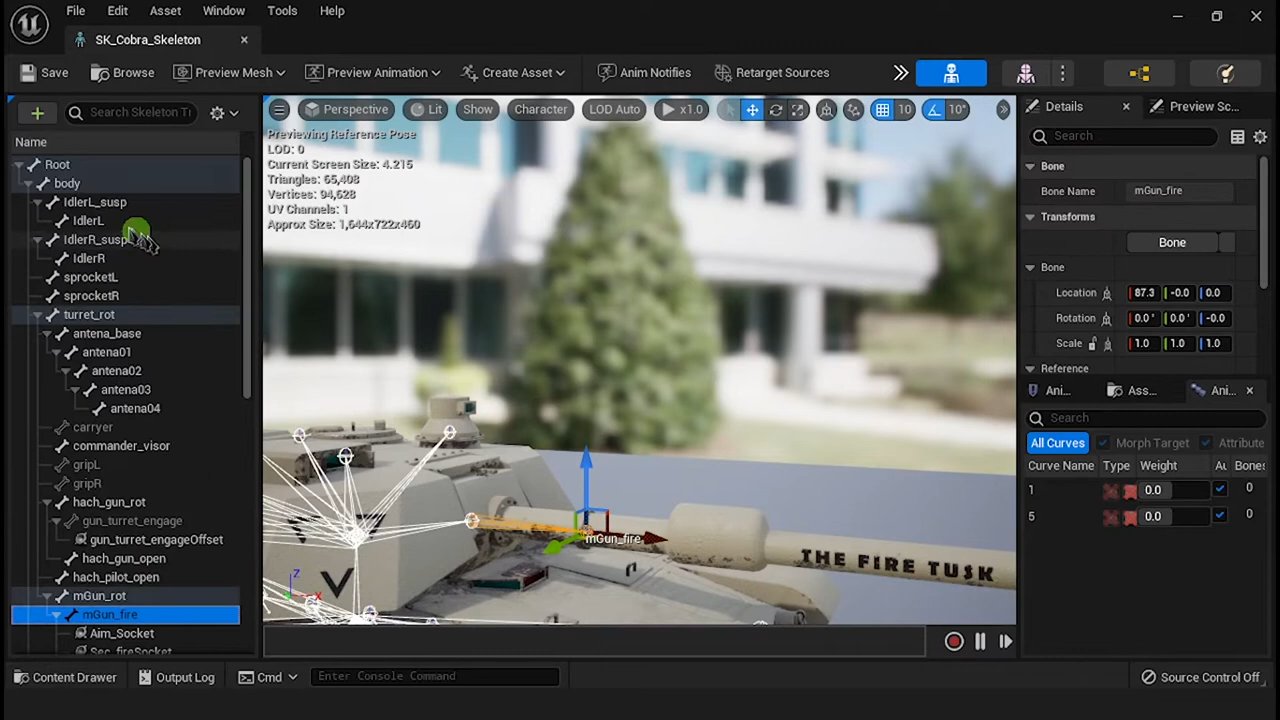 File Edit Asset Window Tools Help
SK_Cobra_Skeleton
Save Browse Preview Mesh Preview Animation Create Asset Anim Notifies Retarget Sources
Search Skeleton T
Name
Root
body
IdlerL_susp
IdlerL
IdlerR_susp
IdlerR
sprocketL
sprocketR
turret_rot
antena_base
antena01
antena02
antena03
antena04
carryer
commander_visor
gripL
gripR
hach_gun_rot
gun_turret_engage
gun_turret_engageOffset
hach_gun_open
hach_pilot_open
mGun_rot
mGun_fire
Aim_Socket
Sec_fireSocket
Perspective Lit Show Character LOD Auto x1.0 10 10°
Previewing Reference Pose
LOD: 0
Current Screen Size: 4.215
Triangles: 65,408
Vertices: 94,628
UV Channels: 1
Approx Size: 1,644x722x460
mGun_fire
THE FIRE TUSK
V
Z
X
Details Preview Sc...
Search
Bone
Bone Name mGun_fire
Transforms
Bone
Bone
Location 87.3 -0.0 0.0
Rotation 0.0° 0.0° -0.0
Scale 1.0 1.0 1.0
Reference
Ani... Ass... Ani...
Search
All Curves Morph Target Attribute
Curve Name Type Weight Au Bones
1 0.0 0
5 0.0 0
Content Drawer Output Log Cmd Enter Console Command Source Control Off